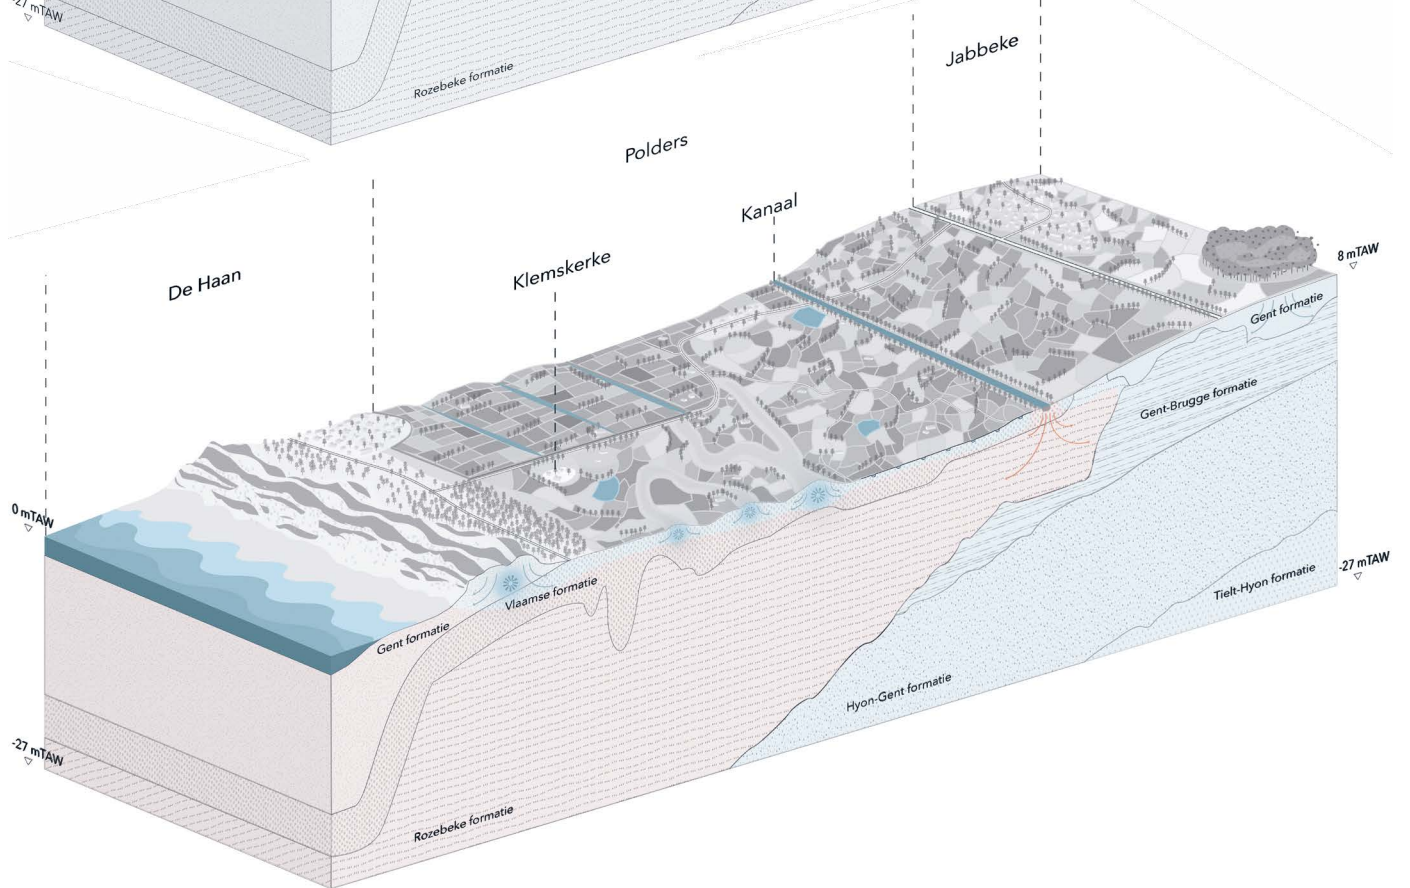 -27 mTAW
Rozebeke formatie
Jabbeke
Polders
Kanaal
Klemskerke
De Haan
8 mTAW
Gent formatie
Gent-Brugge formatie
0 mTAW
Vlaamse formatie
Gent formatie
-27 mTAW
Tielt-Hyon formatie
Hyon-Gent formatie
-27 mTAW
Rozebeke formatie